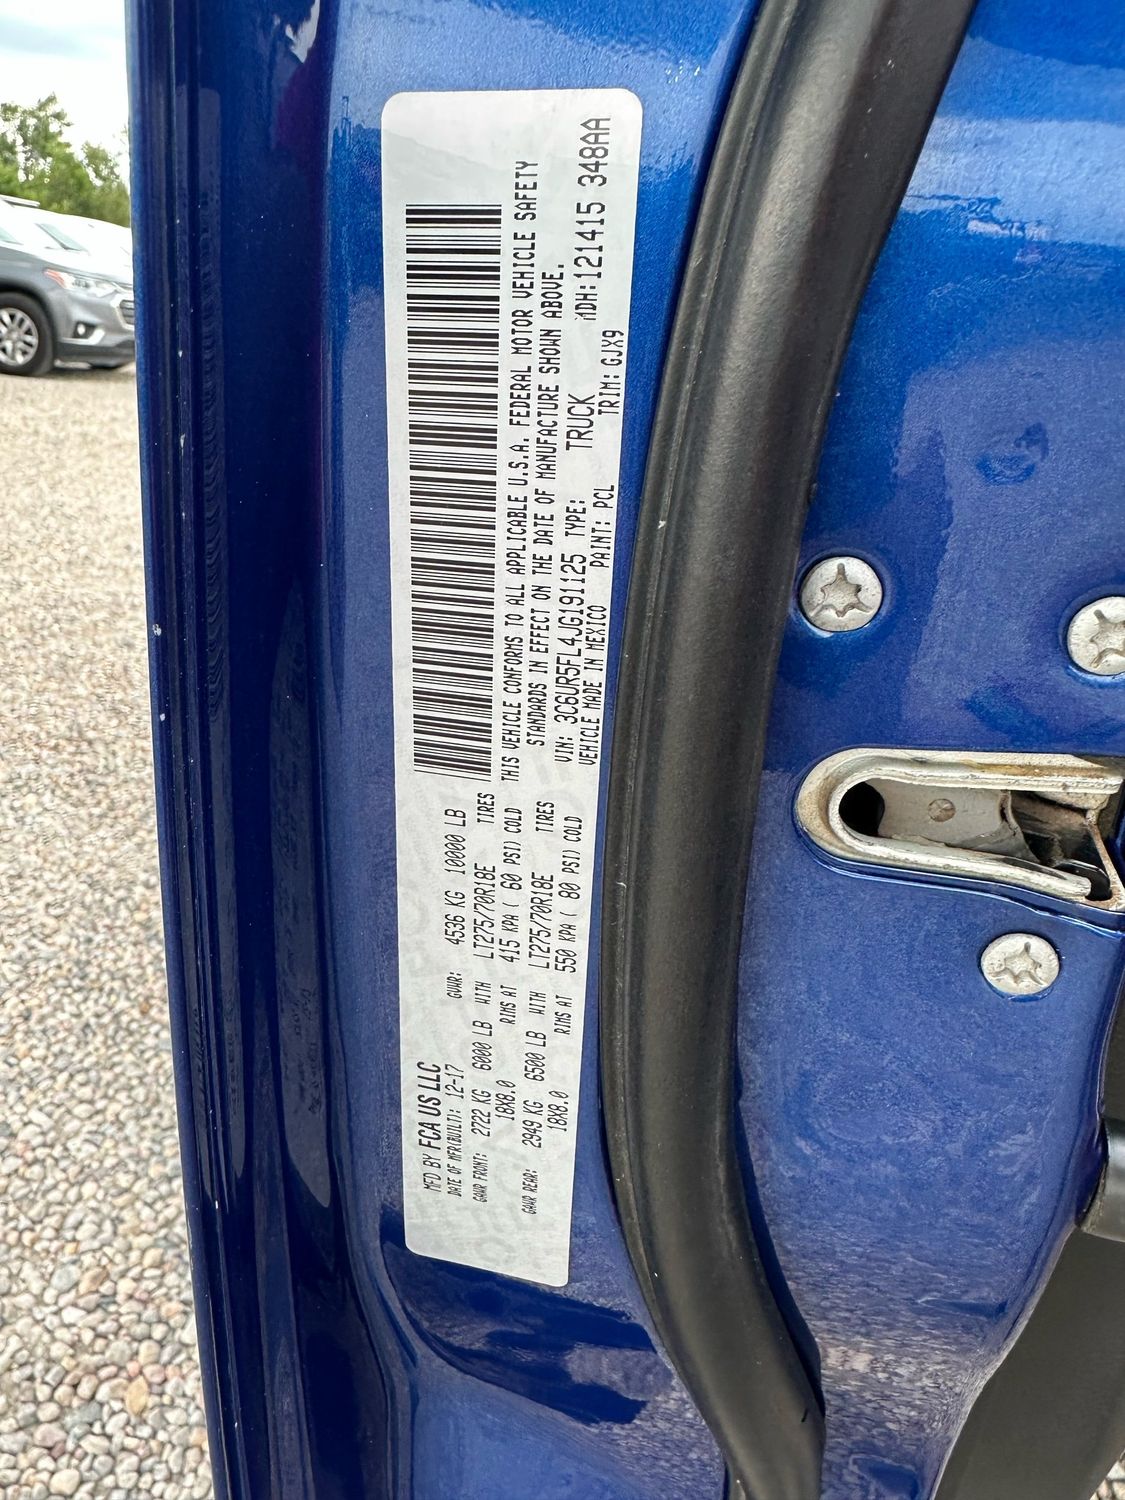 MFD BY FCA US LLC
DATE OF MFR(BUILT): 12-17 GVWR: 4536 KG 10000 LB
GAWR FRONT: 2722 KG 6000 LB WITH LT275/70R18E TIRES
18X8.0 RIMS AT 415 KPA( 60 PSI) COLD
GAWR REAR: 2949 KG 6500 LB WITH LT275/70R18E TIRES
18X8.0 RIMS AT 550 KPA( 80 PSI) COLD
THIS VEHICLE CONFORMS TO ALL APPLICABLE U.S.A. FEDERAL MOTOR VEHICLE SAFETY
STANDARDS IN EFFECT ON THE DATE OF MANUFACTURE SHOWN ABOVE.
VIN: 3C6UR5FL4JG191125 TYPE: TRUCK MDH:121415 348AA
VEHICLE MADE IN MEXICO PAINT: PCL TRIM: GJX9